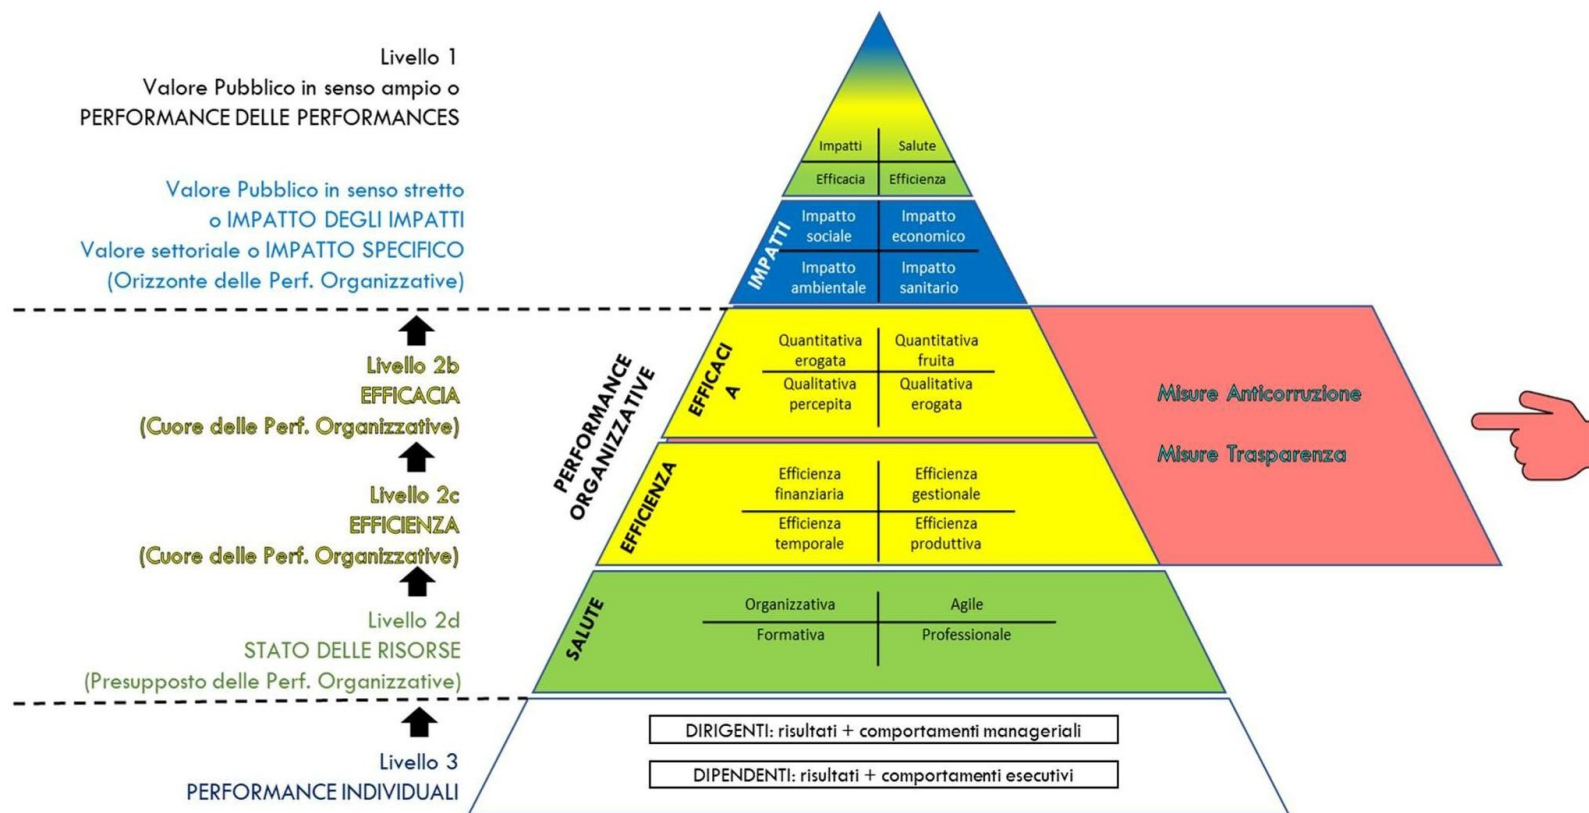 Livello 1
Valore Pubblico in senso ampio o
PERFORMANCE DELLE PERFORMANCES
Valore Pubblico in senso stretto
o IMPATTO DEGLI IMPATTI
Valore settoriale o IMPATTO SPECIFICO
(Orizzonte delle Perf. Organizzative)
Livello 2b
EFFICACIA
(Cuore delle Perf. Organizzative)
Livello 2c
EFFICIENZA
(Cuore delle Perf. Organizzative)
Livello 2d
STATO DELLE RISORSE
(Presupposto delle Perf. Organizzative)
Livello 3
PERFORMANCE INDIVIDUALI
PERFORMANCE
ORGANIZZATIVE
Impatti Salute
Efficacia Efficienza
IMPATTI
Impatto Impatto
sociale economico
Impatto Impatto
ambientale sanitario
EFFICACI
A
Quantitativa Quantitativa
erogata fruita
Qualitativa Qualitativa
percepita erogata
EFFICIENZA
Efficienza Efficienza
finanziaria gestionale
Efficienza Efficienza
temporale produttiva
SALUTE
Organizzativa Agile
Formativa Professionale
DIRIGENTI: risultati + comportamenti manageriali
DIPENDENTI: risultati + comportamenti esecutivi
Misure Anticorruzione
Misure Trasparenza